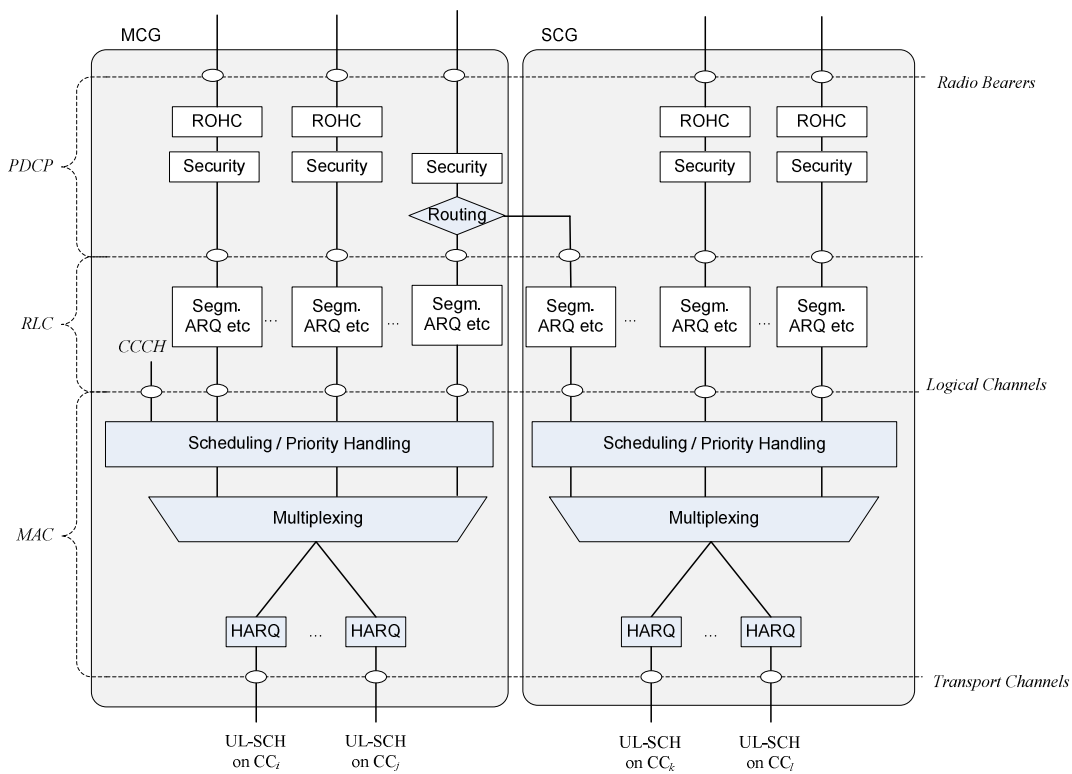 MCG
SCG
Radio Bearers
ROHC
ROHC
ROHC
ROHC
PDCP
Security
Security
Security
Security
Security
Routing
RLC
Segm.
ARQ etc
...
Segm.
ARQ etc
...
Segm.
ARQ etc
Segm.
ARQ etc
...
Segm.
ARQ etc
...
Segm.
ARQ etc
CCCH
Logical Channels
Scheduling / Priority Handling
Scheduling / Priority Handling
MAC
Multiplexing
Multiplexing
HARQ
...
HARQ
HARQ
...
HARQ
Transport Channels
UL-SCH
on CCi
UL-SCH
on CCj
UL-SCH
on CCk
UL-SCH
on CCl